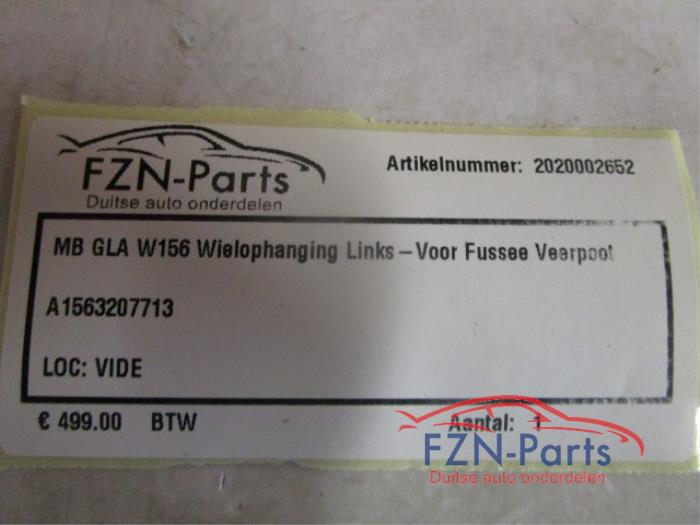 FZN-Parts
Duitse auto onderdelen
Artikelnummer: 2020002652
MB GLA W156 Wielophanging Links – Voor Fussee Veerpoot
A1563207713
LOC: VIDE
€ 499.00 BTW Aantal: 1
FZN-Parts
Duitse auto onderdelen